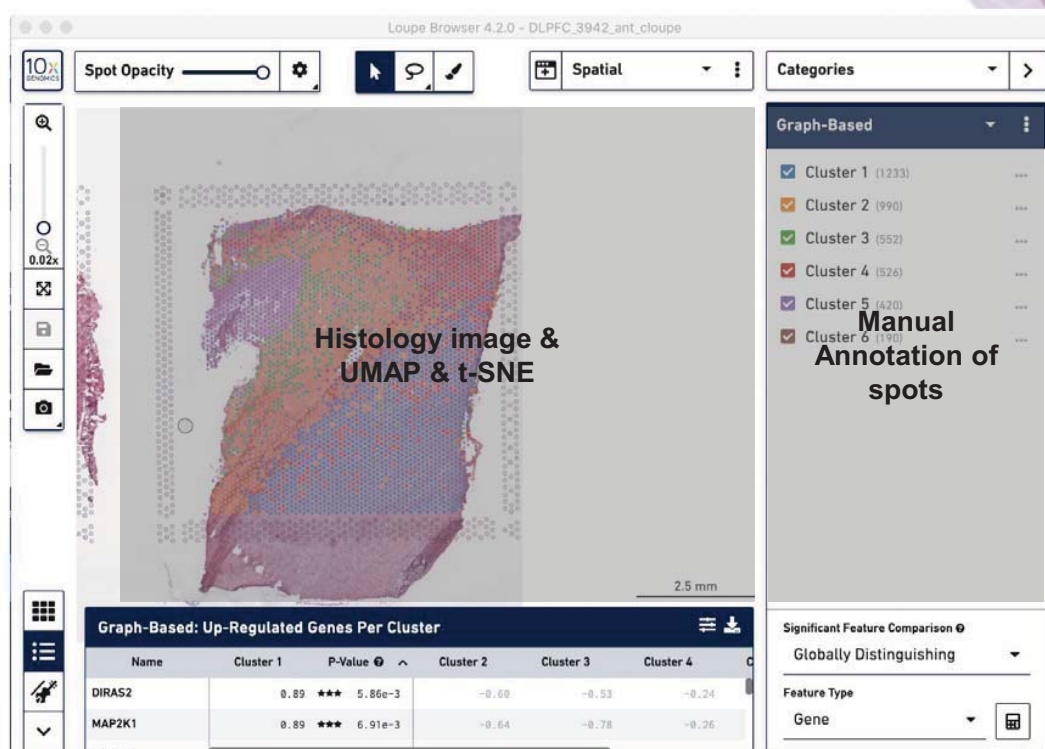 Loupe Browser 4.2.0 - DLPFC_3942_ant_cloupe
10x
GENOMICS
Spot Opacity
Spatial
Categories
0.02x
Graph-Based
Cluster 1 (1233)
Cluster 2 (990)
Cluster 3 (552)
Cluster 4 (526)
Cluster 5 (420)
Cluster 6 (190)
Histology image &
UMAP & t-SNE
Manual
Annotation of
spots
2.5 mm
Graph-Based: Up-Regulated Genes Per Cluster
Name Cluster 1 P-Value Cluster 2 Cluster 3 Cluster 4 C
DIRAS2 0.89 *** 5.86e-3 -0.60 -0.53 -0.24
MAP2K1 0.89 *** 6.91e-3 -0.64 -0.78 -0.26
Significant Feature Comparison
Globally Distinguishing
Feature Type
Gene